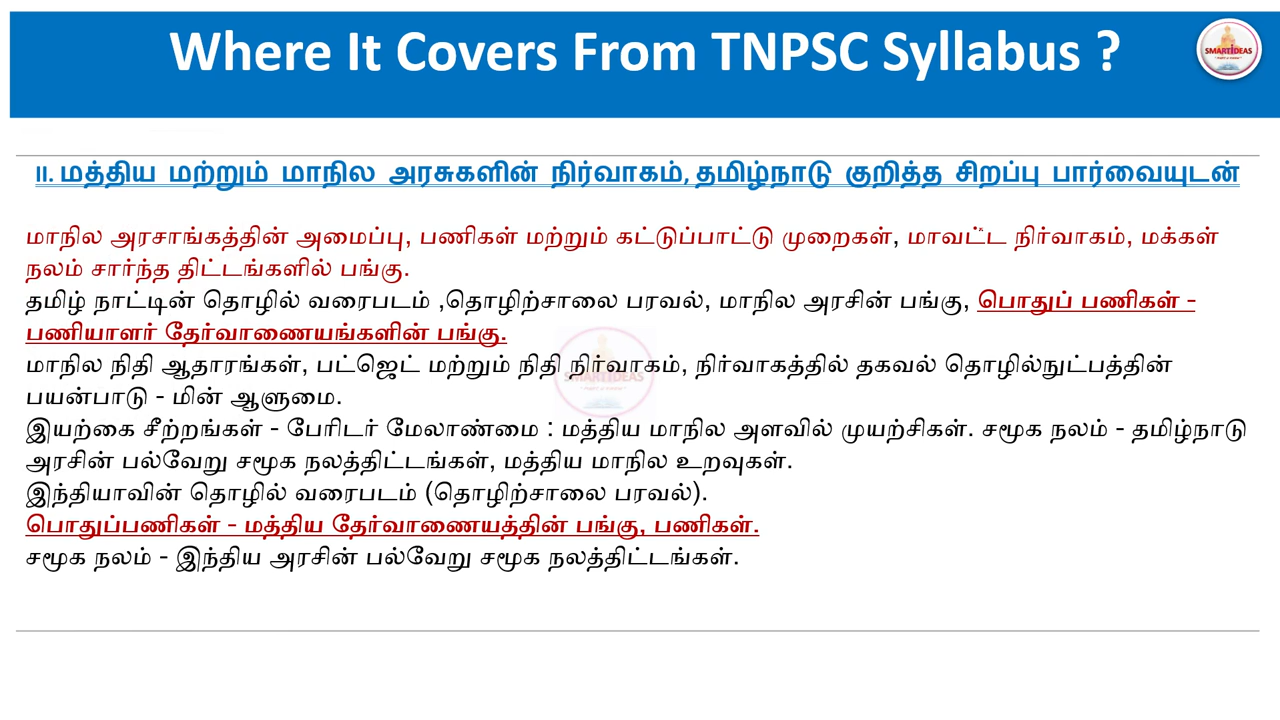 Where It Covers From TNPSC Syllabus ?
SMARTIDEAS
II. மத்திய மற்றும் மாநில அரசுகளின் நிர்வாகம், தமிழ்நாடு குறித்த சிறப்பு பார்வையுடன்
மாநில அரசாங்கத்தின் அமைப்பு, பணிகள் மற்றும் கட்டுப்பாட்டு முறைகள், மாவட்ட நிர்வாகம், மக்கள்
நலம் சார்ந்த திட்டங்களில் பங்கு.
தமிழ் நாட்டின் தொழில் வரைபடம் ,தொழிற்சாலை பரவல், மாநில அரசின் பங்கு, பொதுப் பணிகள் –
பணியாளர் தேர்வாணையங்களின் பங்கு.
மாநில நிதி ஆதாரங்கள், பட்ஜெட் மற்றும் நிதி நிர்வாகம், நிர்வாகத்தில் தகவல் தொழில்நுட்பத்தின்
பயன்பாடு – மின் ஆளுமை.
SMARTIDEAS
இயற்கை சீற்றங்கள் – பேரிடர் மேலாண்மை : மத்திய மாநில அளவில் முயற்சிகள். சமூக நலம் – தமிழ்நாடு
அரசின் பல்வேறு சமூக நலத்திட்டங்கள், மத்திய மாநில உறவுகள்.
இந்தியாவின் தொழில் வரைபடம் (தொழிற்சாலை பரவல்).
பொதுப்பணிகள் – மத்திய தேர்வாணையத்தின் பங்கு, பணிகள்.
சமூக நலம் – இந்திய அரசின் பல்வேறு சமூக நலத்திட்டங்கள்.